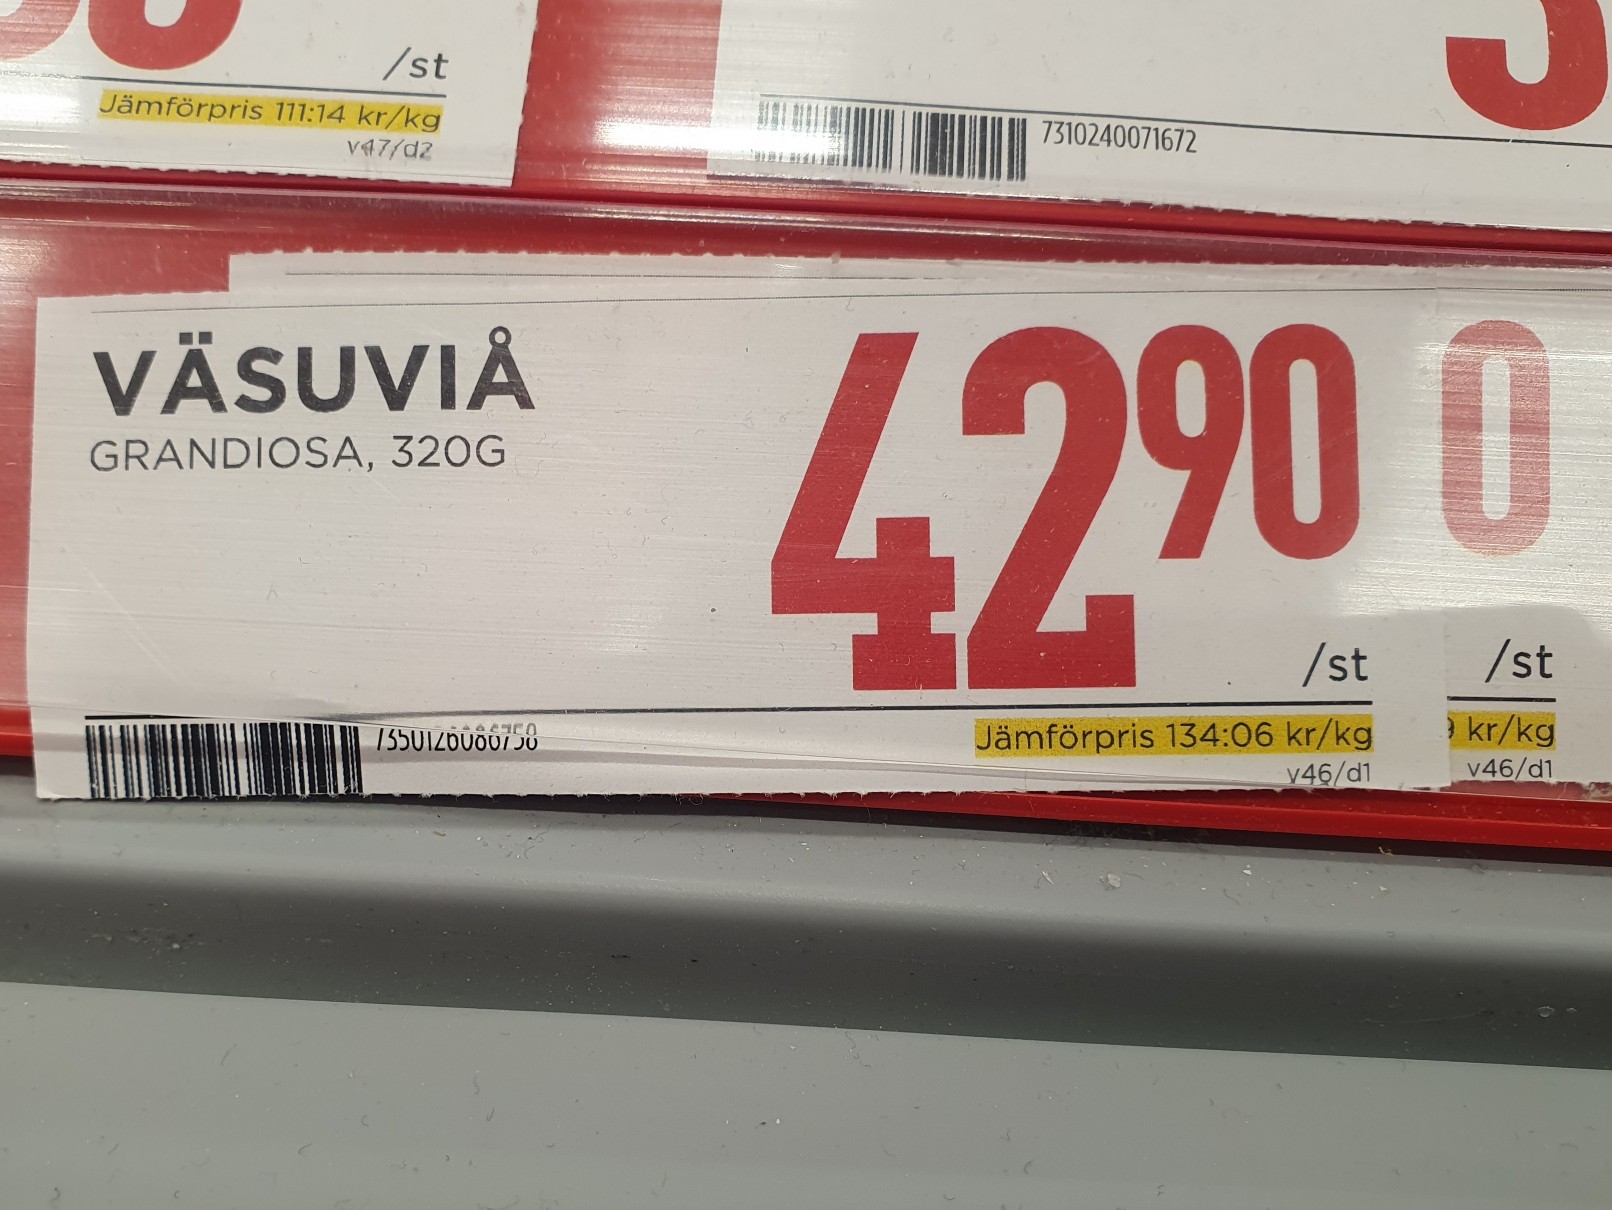 /st
Jämförpris 111:14 kr/kg
v47/d2
7310240071672
VÄSUVIÅ
GRANDIOSA, 320G
4290
/st
Jämförpris 134:06 kr/kg
v46/d1
0
/st
kr/kg
v46/d1